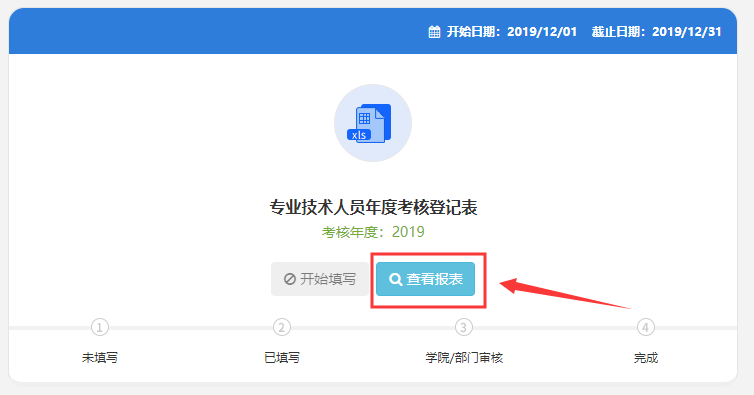 开始日期：2019/12/01 截止日期：2019/12/31
xls
专业技术人员年度考核登记表
考核年度：2019
开始填写 查看报表
1 2 3 4
未填写 已填写 学院/部门审核 完成